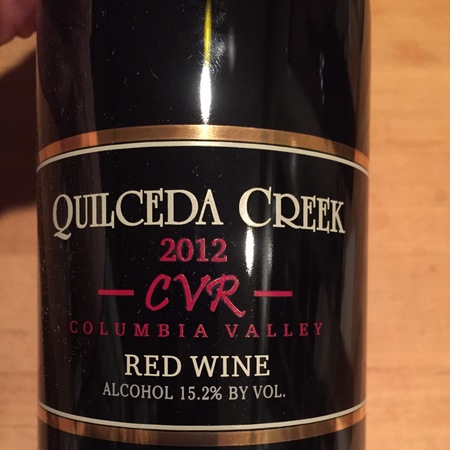 QUILCEDA CREEK
2012
— CVR —
COLUMBIA VALLEY
RED WINE
ALCOHOL 15.2% BY VOL.